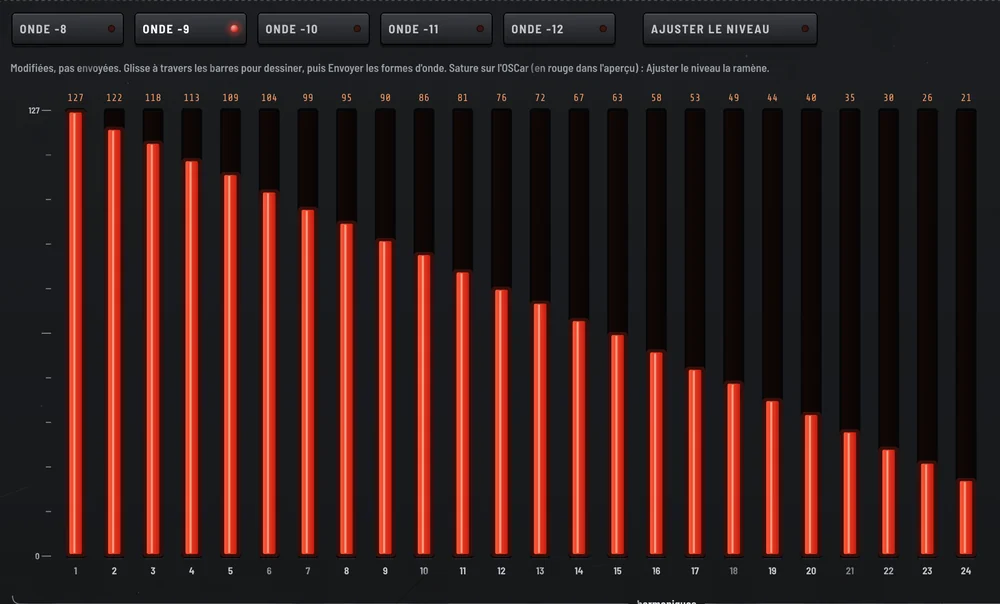 ONDE -8 ONDE -9 ONDE -10 ONDE -11 ONDE -12 AJUSTER LE NIVEAU
Modifiées, pas envoyées. Glisse à travers les barres pour dessiner, puis Envoyer les formes d'onde. Sature sur l'OSCar (en rouge dans l'aperçu) : Ajuster le niveau la ramène.
127 122 118 113 109 104 99 95 90 86 81 76 72 67 63 58 53 49 44 40 35 30 26 21
127
0
1 2 3 4 5 6 7 8 9 10 11 12 13 14 15 16 17 18 19 20 21 22 23 24